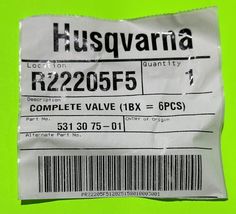 Husqvarna
Location Quantity
R22205F5 1
Description
COMPLETE VALVE (1BX = 6PCS)
Part No. Cnter of Origin
531 30 75-01
Alternate Part No.